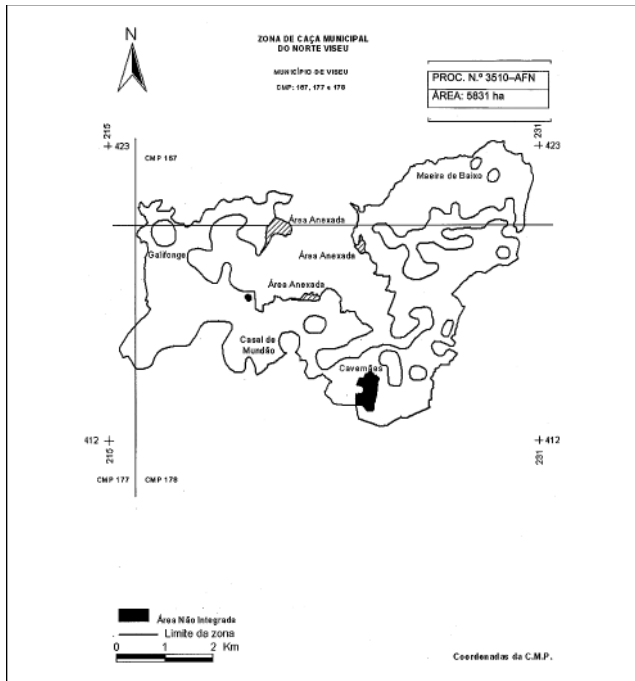 N
ZONA DE CAÇA MUNICIPAL
DO NORTE VISEU
MUNICÍPIO DE VISEU
CMP: 167, 177 e 178
PROC. N.º 3510–AFN
ÁREA: 5831 ha
215
423
CMP 167
231
423
Maeira de Baixo
Área Anexada
Galifonge
Área Anexada
Área Anexada
Casal de
Mundão
Cavernães
412
215
412
231
CMP 177
CMP 178
Área Não Integrada
Limite da zona
0 1 2 Km
Coordenadas da C.M.P.